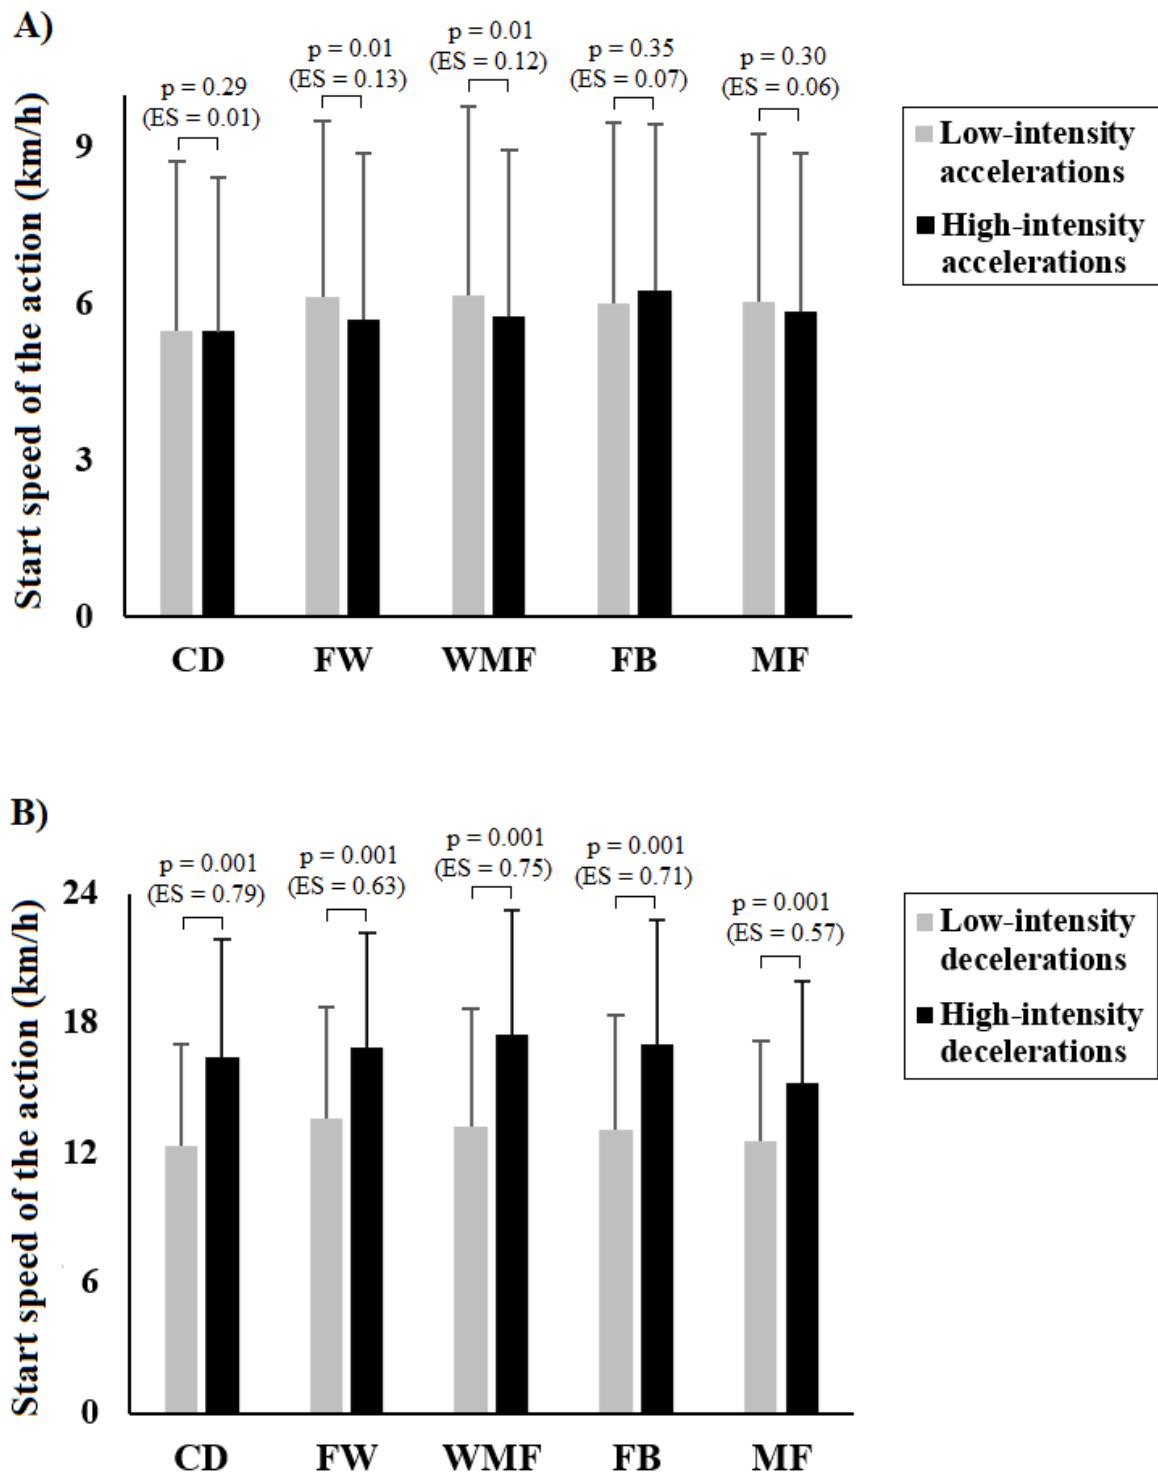 A)
Start speed of the action (km/h)
9
6
3
0
p = 0.29
(ES = 0.01)
p = 0.01
(ES = 0.13)
p = 0.01
(ES = 0.12)
p = 0.35
(ES = 0.07)
p = 0.30
(ES = 0.06)
CD FW WMF FB MF
Low-intensity
accelerations
High-intensity
accelerations
B)
Start speed of the action (km/h)
24
18
12
6
0
p = 0.001
(ES = 0.79)
p = 0.001
(ES = 0.63)
p = 0.001
(ES = 0.75)
p = 0.001
(ES = 0.71)
p = 0.001
(ES = 0.57)
CD FW WMF FB MF
Low-intensity
decelerations
High-intensity
decelerations